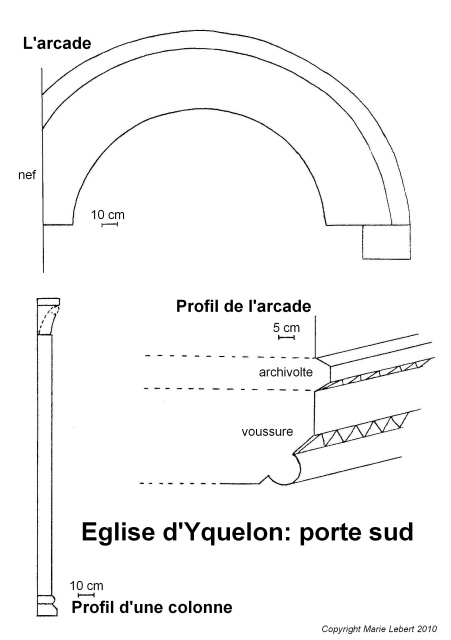 L'arcade
nef
10 cm
Profil de l'arcade
5 cm
archivolte
voussure
Eglise d'Yquelon: porte sud
10 cm
Profil d'une colonne
Copyright Marie Lebert 2010